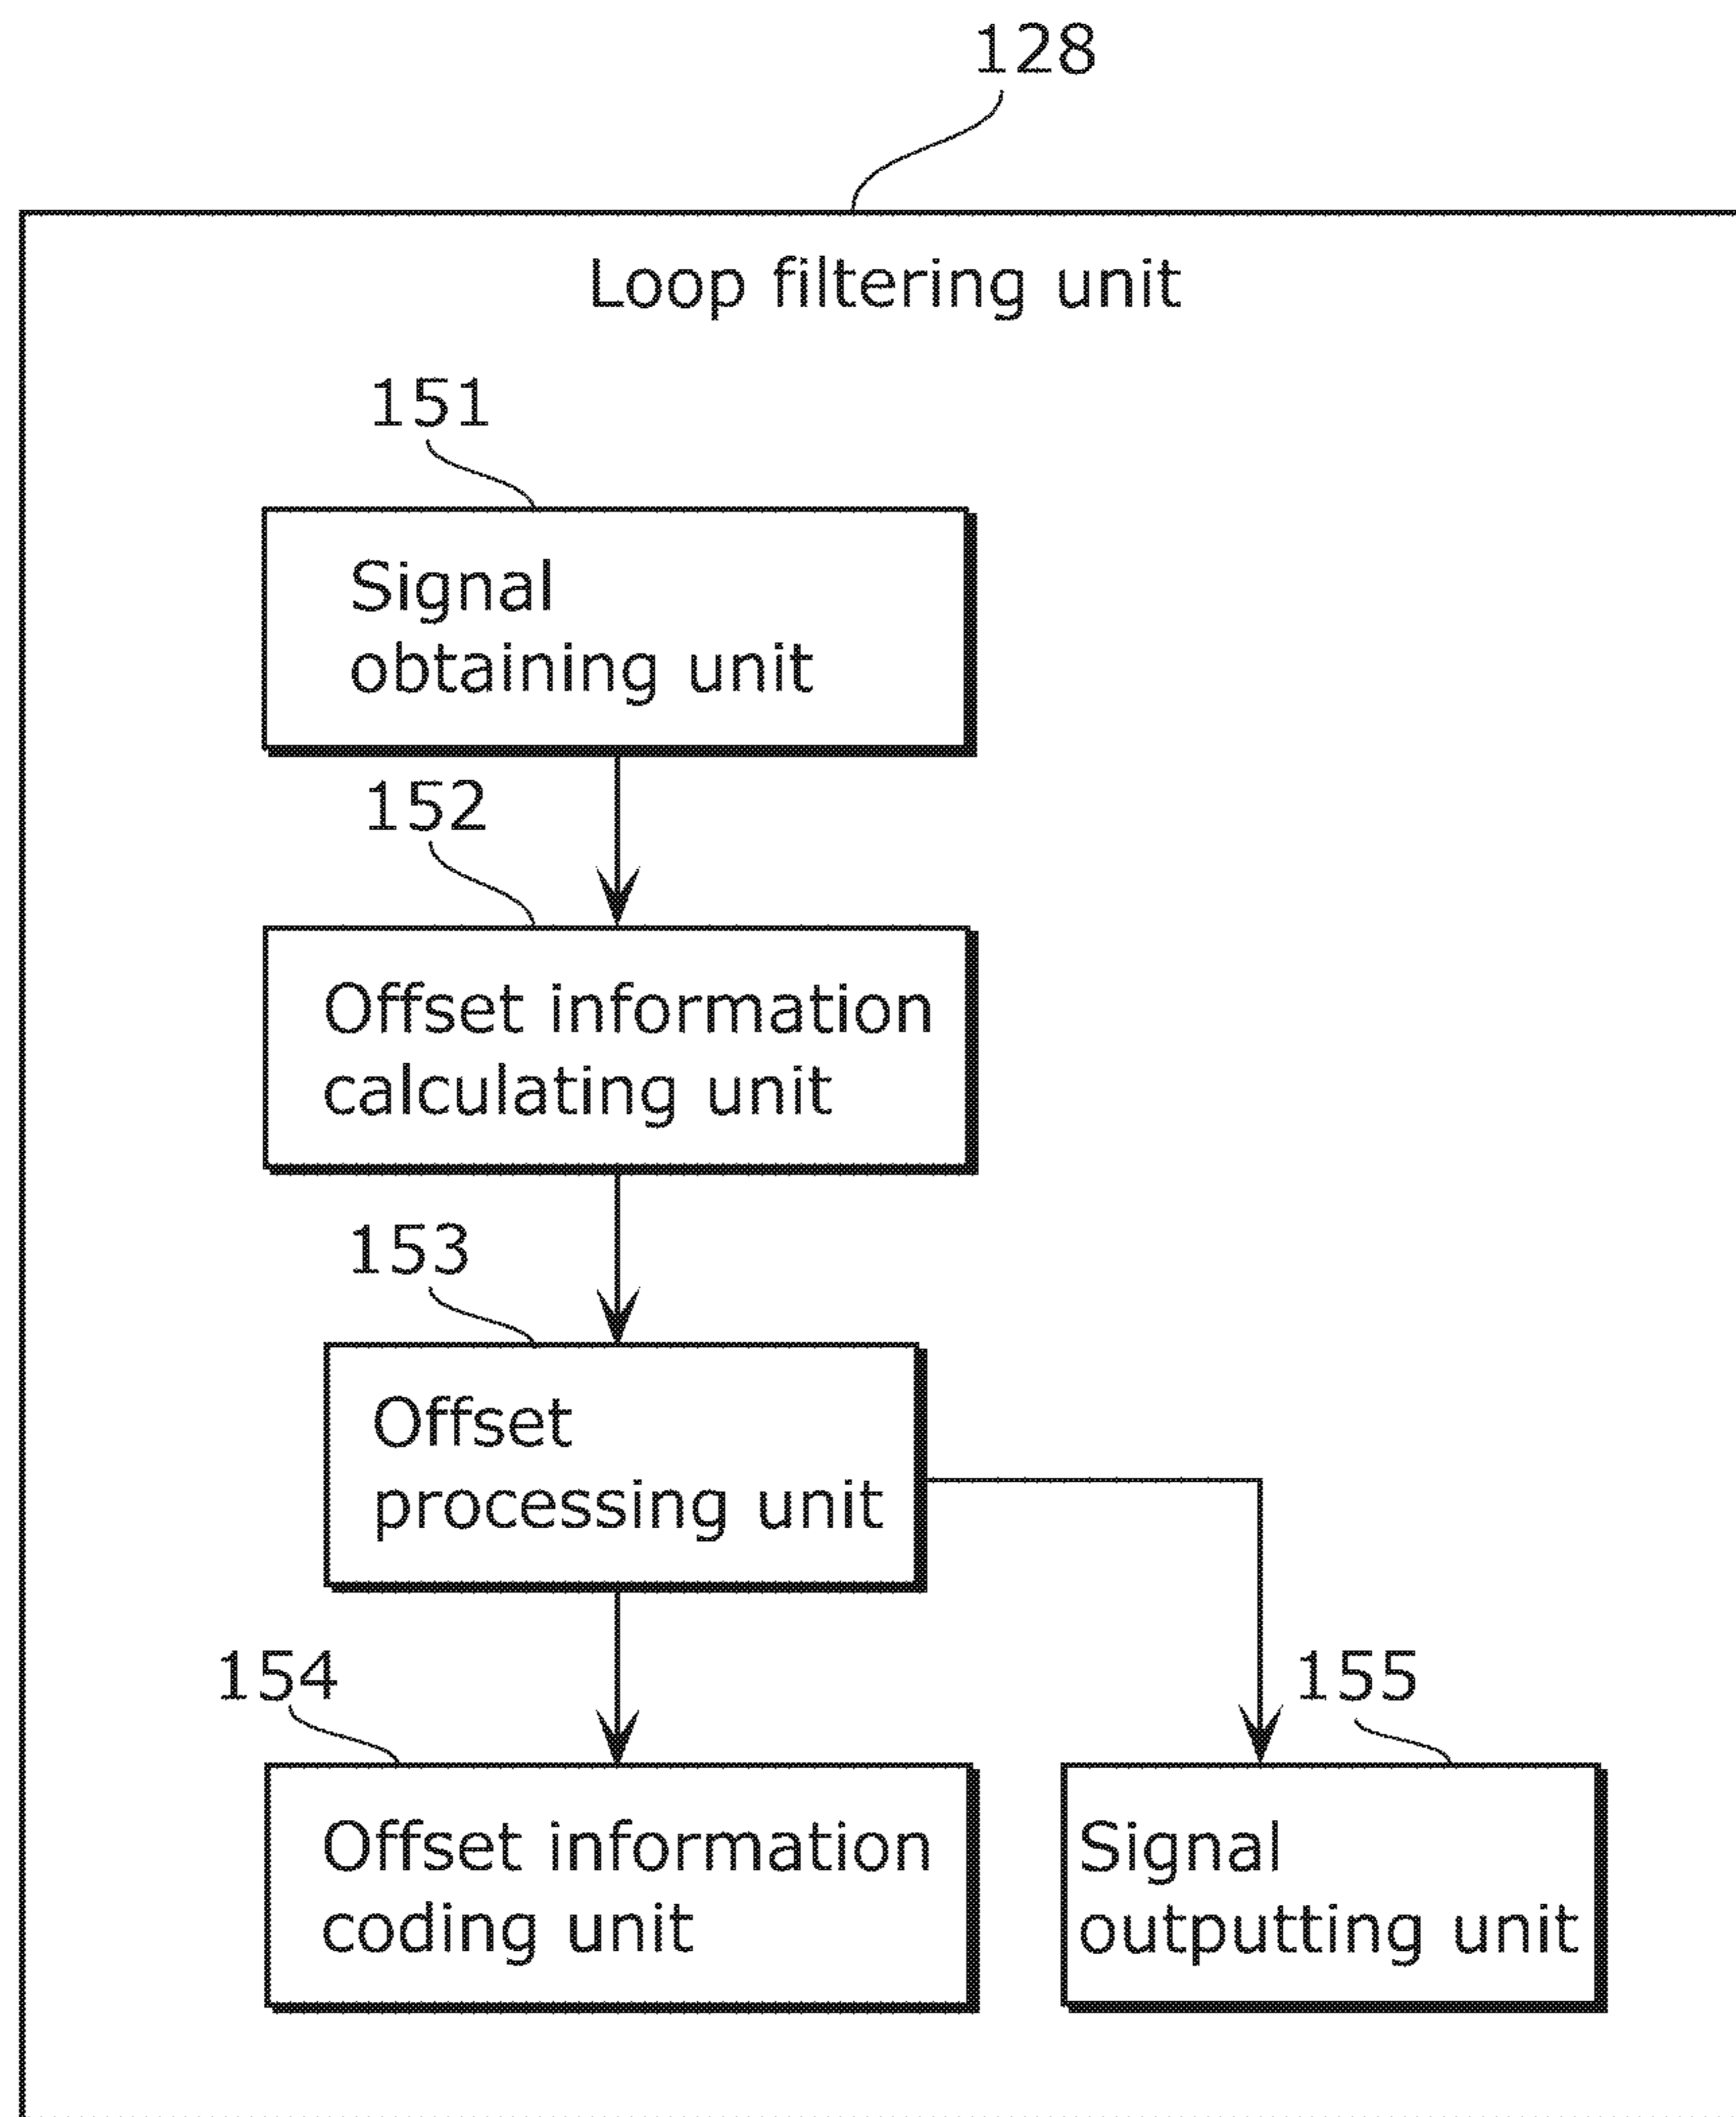 128
Loop filtering unit
151
Signal
obtaining unit
152
Offset information
calculating unit
153
Offset
processing unit
154
Offset information
coding unit
155
Signal
outputting unit